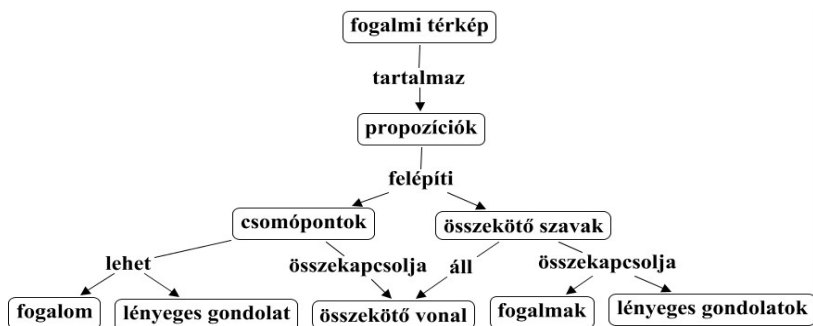 fogalmi térkép
tartalmaz
propozíciók
felépíti
csomópontok
összekötő szavak
lehet
összekapcsolja
áll
összekapcsolja
fogalom
lényeges gondolat
összekötő vonal
fogalmak
lényeges gondolatok